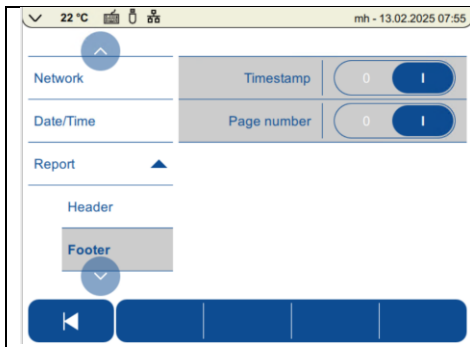 22 °C mh - 13.02.2025 07:55
Network
Timestamp 0 I
Date/Time
Page number 0 I
Report
Header
Footer